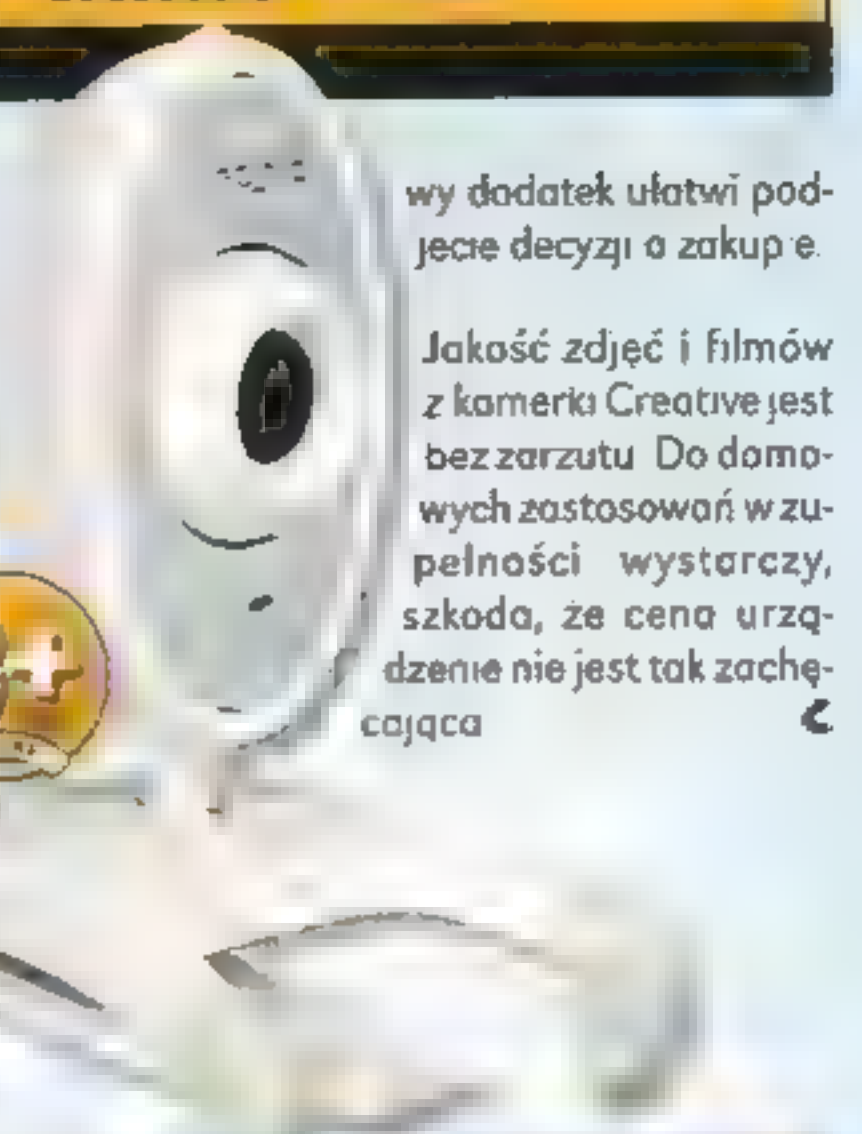 wy dodatek ułatwi pod-
jęcie decyzji o zakupie.
Jakość zdjęć i filmów
z kamerki Creative jest
bez zarzutu Do domo-
wych zastosowań w zu-
pełności wystarczy,
szkoda, że cena urzą-
dzenie nie jest tak zachę-
cająca